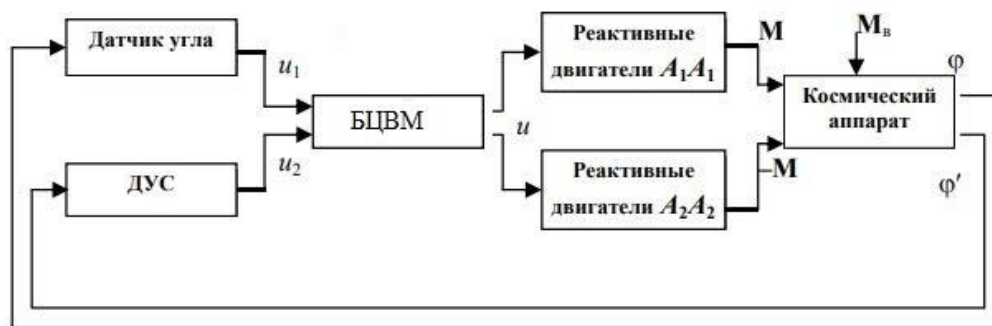 Датчик угла
u₁
БЦВМ
ДУС
u₂
u
Реактивные
двигатели A₁A₁
M
Реактивные
двигатели A₂A₂
–M
Mв
Космический
аппарат
φ
φ′